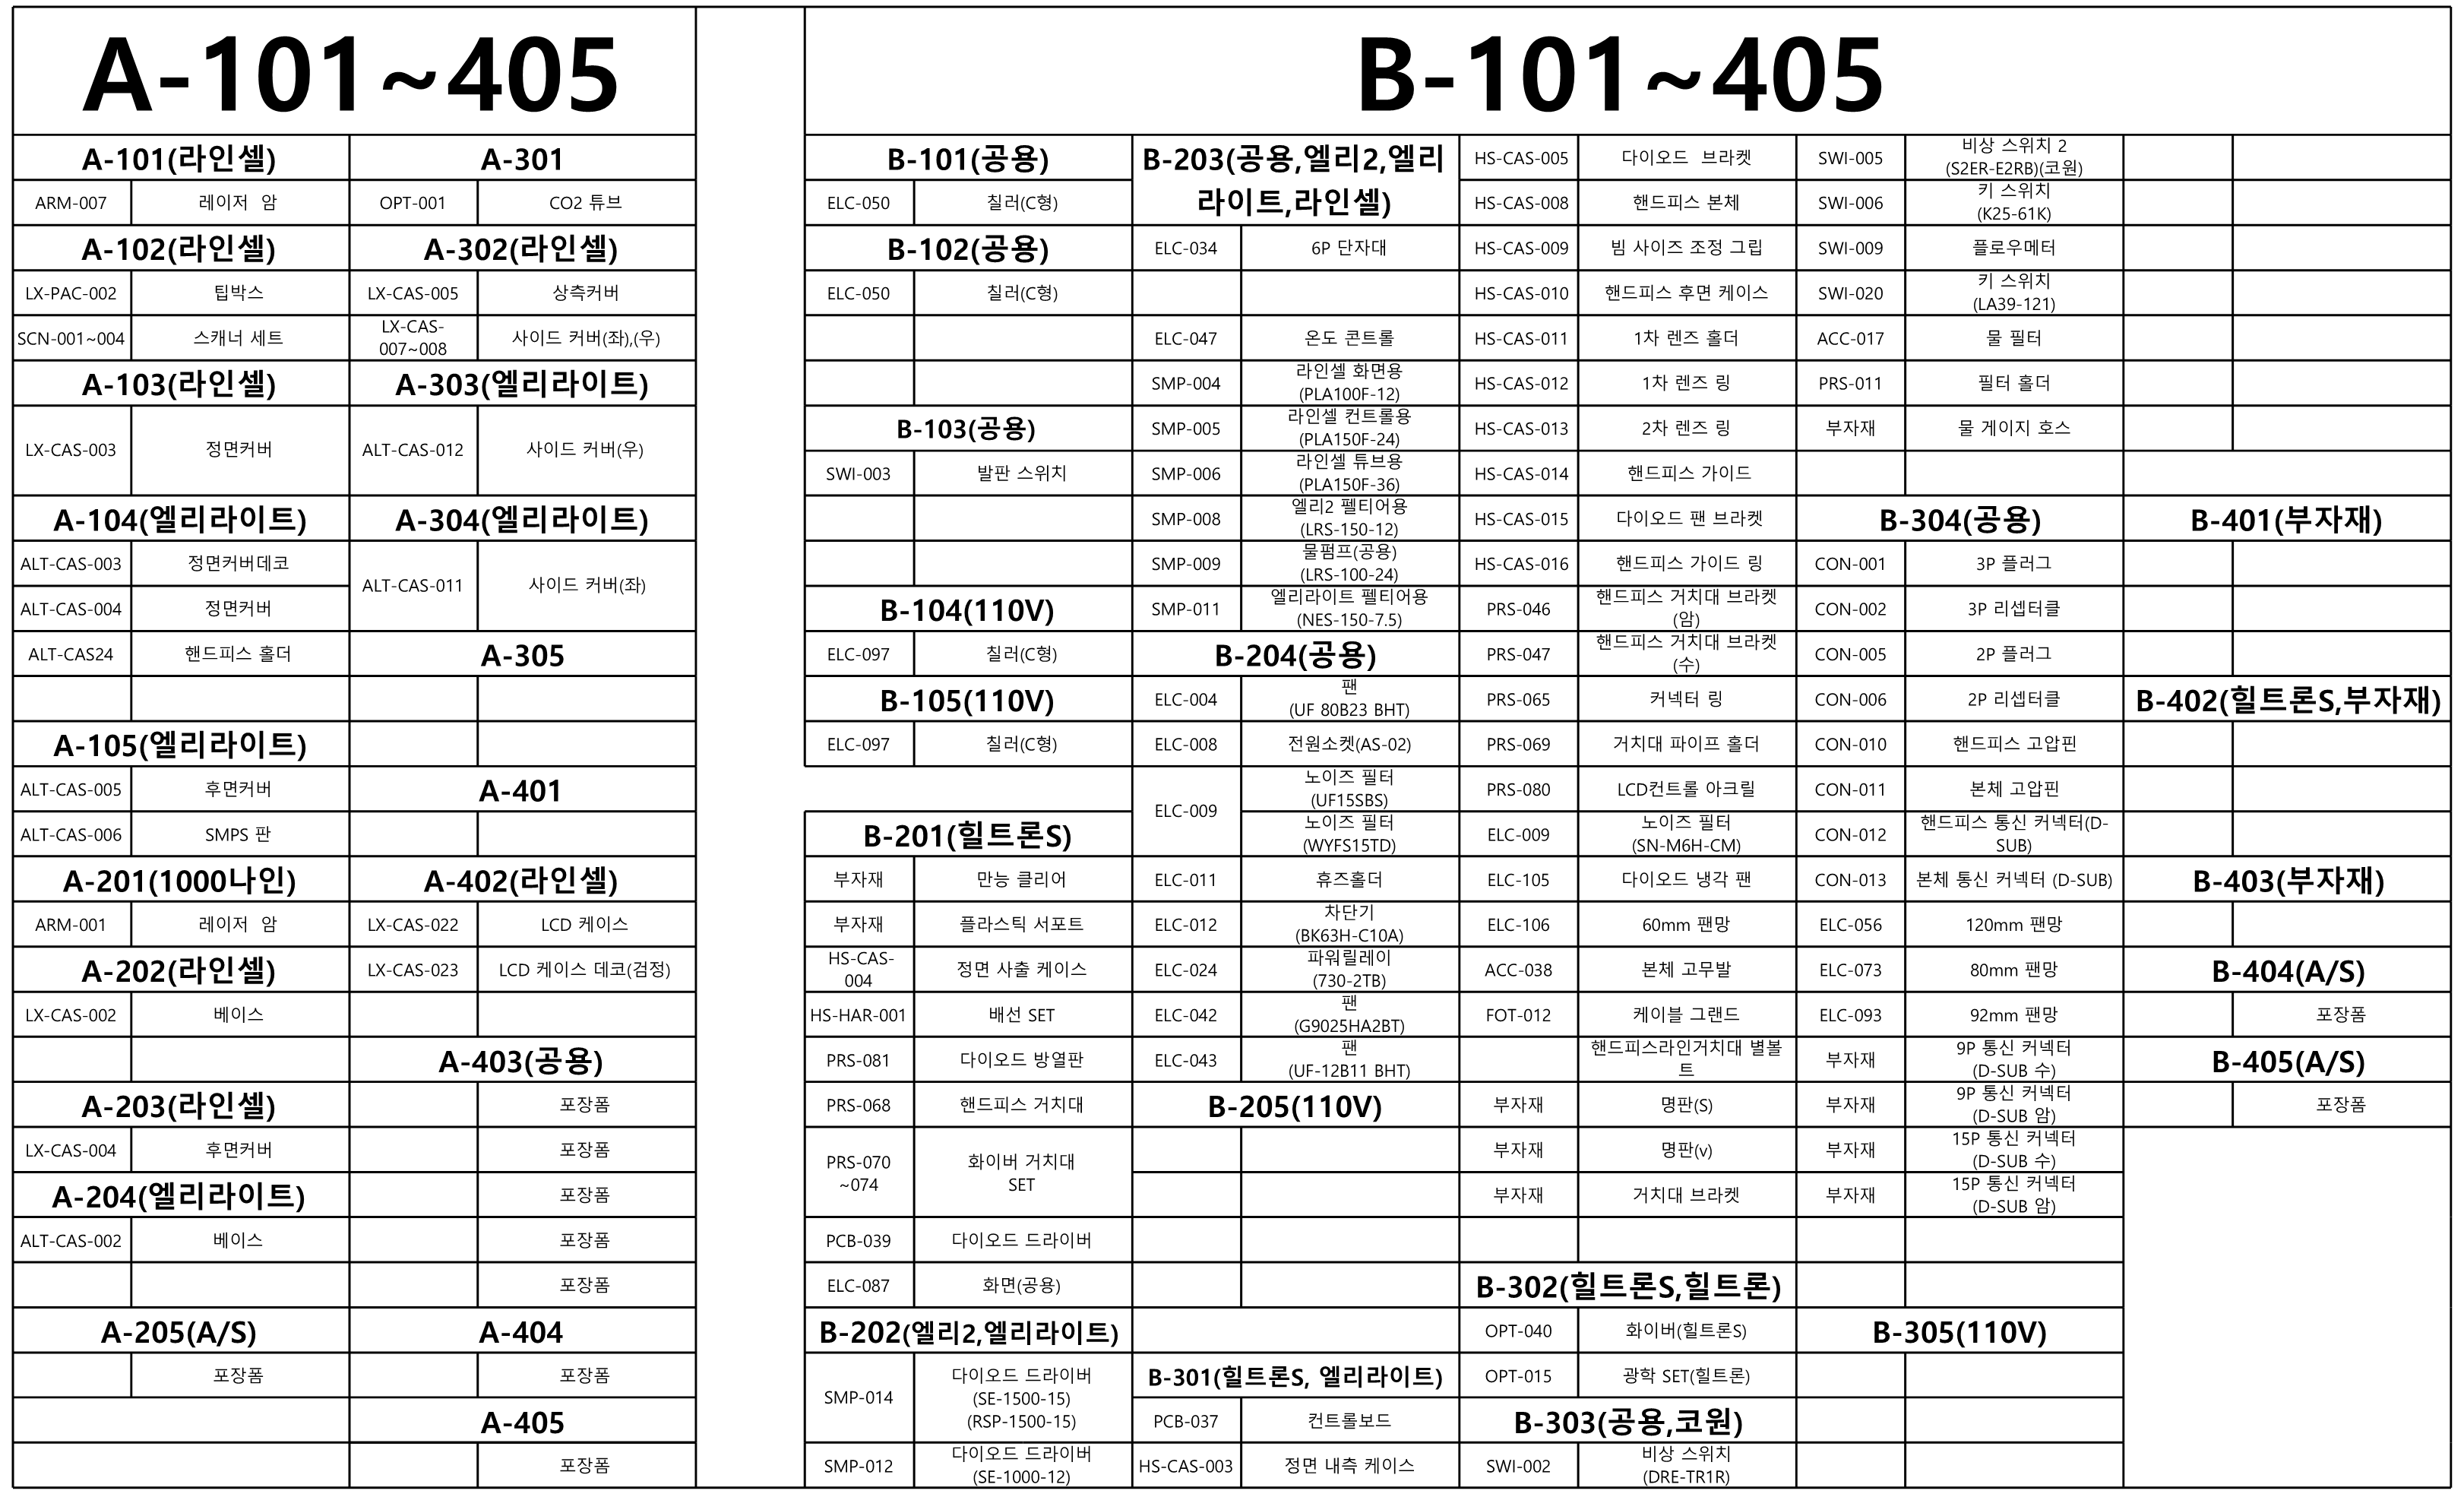 A-101~405
A-101(라인셀)
ARM-007 레이저 암
A-102(라인셀)
LX-PAC-002 팁박스
SCN-001~004 스캐너 세트
A-103(라인셀)
LX-CAS-003 정면커버
A-104(엘리라이트)
ALT-CAS-003 정면커버데코
ALT-CAS-004 정면커버
ALT-CAS24 핸드피스 홀더
A-105(엘리라이트)
ALT-CAS-005 후면커버
ALT-CAS-006 SMPS 판
A-201(1000나인)
ARM-001 레이저 암
A-202(라인셀)
LX-CAS-002 베이스
A-203(라인셀)
LX-CAS-004 후면커버
A-204(엘리라이트)
ALT-CAS-002 베이스
A-205(A/S)
포장폼
A-301
OPT-001 CO2 튜브
A-302(라인셀)
LX-CAS-005 상측커버
LX-CAS-
007~008 사이드 커버(좌),(우)
A-303(엘리라이트)
ALT-CAS-012 사이드 커버(우)
A-304(엘리라이트)
ALT-CAS-011 사이드 커버(좌)
A-305
A-401
A-402(라인셀)
LX-CAS-022 LCD 케이스
LX-CAS-023 LCD 케이스 데코(검정)
A-403(공용)
포장폼
포장폼
포장폼
포장폼
포장폼
A-404
포장폼
A-405
포장폼
B-101~405
B-101(공용)
ELC-050 칠러(C형)
B-102(공용)
ELC-050 칠러(C형)
B-103(공용)
SWI-003 발판 스위치
B-104(110V)
ELC-097 칠러(C형)
B-105(110V)
ELC-097 칠러(C형)
B-201(힐트론S)
부자재 만능 클리어
부자재 플라스틱 서포트
HS-CAS-
004 정면 사출 케이스
HS-HAR-001 배선 SET
PRS-081 다이오드 방열판
PRS-068 핸드피스 거치대
PRS-070
~074 화이버 거치대
SET
PCB-039 다이오드 드라이버
ELC-087 화면(공용)
B-202(엘리2,엘리라이트)
SMP-014 다이오드 드라이버
(SE-1500-15)
(RSP-1500-15)
SMP-012 다이오드 드라이버
(SE-1000-12)
B-203(공용,엘리2,엘리
라이트,라인셀)
ELC-034 6P 단자대
ELC-047 온도 콘트롤
SMP-004 라인셀 화면용
(PLA100F-12)
SMP-005 라인셀 컨트롤용
(PLA150F-24)
SMP-006 라인셀 튜브용
(PLA150F-36)
SMP-008 엘리2 펠티어용
(LRS-150-12)
SMP-009 물펌프(공용)
(LRS-100-24)
SMP-011 엘리라이트 펠티어용
(NES-150-7.5)
B-204(공용)
ELC-004 팬
(UF 80B23 BHT)
ELC-008 전원소켓(AS-02)
ELC-009 노이즈 필터
(UF15SBS)
노이즈 필터
(WYFS15TD)
ELC-011 휴즈홀더
ELC-012 차단기
(BK63H-C10A)
ELC-024 파워릴레이
(730-2TB)
ELC-042 팬
(G9025HA2BT)
ELC-043 팬
(UF-12B11 BHT)
B-205(110V)
B-301(힐트론S, 엘리라이트)
PCB-037 컨트롤보드
HS-CAS-003 정면 내측 케이스
HS-CAS-005 다이오드 브라켓
HS-CAS-008 핸드피스 본체
HS-CAS-009 빔 사이즈 조정 그립
HS-CAS-010 핸드피스 후면 케이스
HS-CAS-011 1차 렌즈 홀더
HS-CAS-012 1차 렌즈 링
HS-CAS-013 2차 렌즈 링
HS-CAS-014 핸드피스 가이드
HS-CAS-015 다이오드 팬 브라켓
HS-CAS-016 핸드피스 가이드 링
PRS-046 핸드피스 거치대 브라켓
(암)
PRS-047 핸드피스 거치대 브라켓
(수)
PRS-065 커넥터 링
PRS-069 거치대 파이프 홀더
PRS-080 LCD컨트롤 아크릴
ELC-009 노이즈 필터
(SN-M6H-CM)
ELC-105 다이오드 냉각 팬
ELC-106 60mm 팬망
ACC-038 본체 고무발
FOT-012 케이블 그랜드
핸드피스라인거치대 별볼
트
부자재 명판(S)
부자재 명판(v)
부자재 거치대 브라켓
B-302(힐트론S,힐트론)
OPT-040 화이버(힐트론S)
OPT-015 광학 SET(힐트론)
B-303(공용,코원)
SWI-002 비상 스위치
(DRE-TR1R)
SWI-005 비상 스위치 2
(S2ER-E2RB)(코원)
SWI-006 키 스위치
(K25-61K)
SWI-009 플로우메터
SWI-020 키 스위치
(LA39-121)
ACC-017 물 필터
PRS-011 필터 홀더
부자재 물 게이지 호스
B-304(공용)
CON-001 3P 플러그
CON-002 3P 리셉터클
CON-005 2P 플러그
CON-006 2P 리셉터클
CON-010 핸드피스 고압핀
CON-011 본체 고압핀
CON-012 핸드피스 통신 커넥터(D-
SUB)
CON-013 본체 통신 커넥터 (D-SUB)
ELC-056 120mm 팬망
ELC-073 80mm 팬망
ELC-093 92mm 팬망
부자재 9P 통신 커넥터
(D-SUB 수)
부자재 9P 통신 커넥터
(D-SUB 암)
부자재 15P 통신 커넥터
(D-SUB 수)
부자재 15P 통신 커넥터
(D-SUB 암)
B-305(110V)
B-401(부자재)
B-402(힐트론S,부자재)
B-403(부자재)
B-404(A/S)
포장폼
B-405(A/S)
포장폼